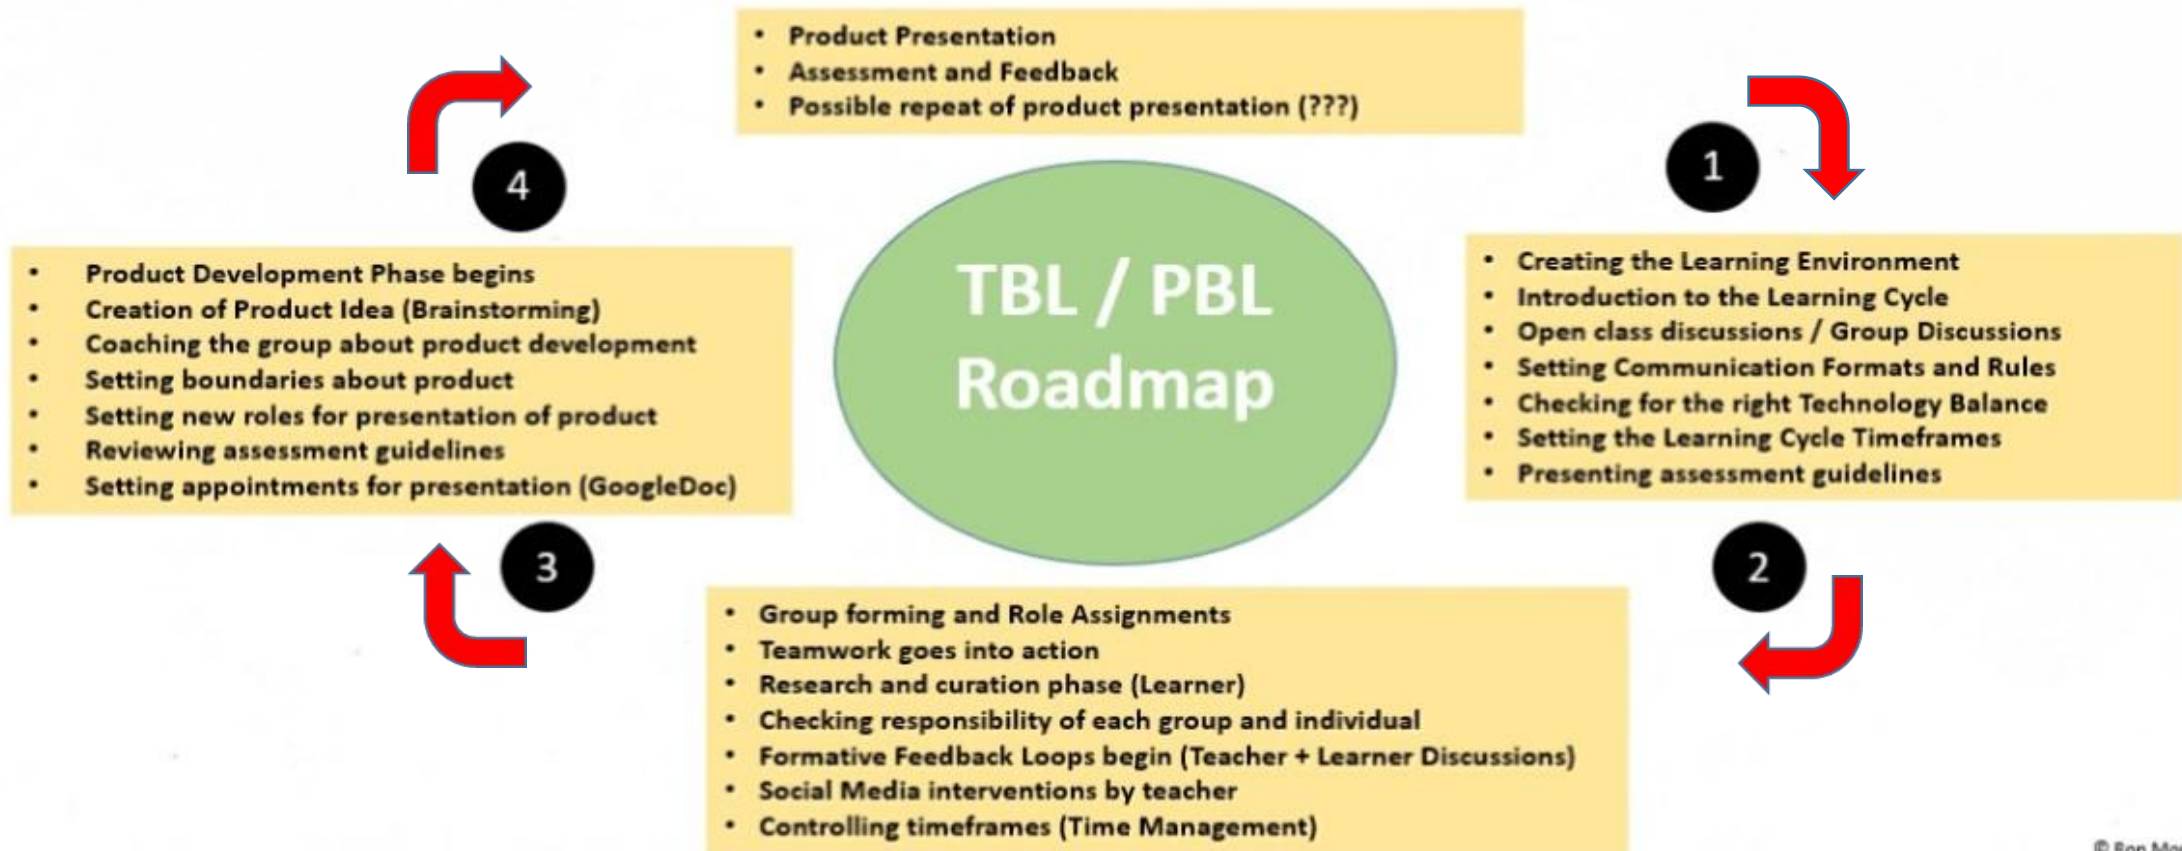 • Product Presentation
• Assessment and Feedback
• Possible repeat of product presentation (???)
4
1
TBL / PBL
Roadmap
• Product Development Phase begins
• Creation of Product Idea (Brainstorming)
• Coaching the group about product development
• Setting boundaries about product
• Setting new roles for presentation of product
• Reviewing assessment guidelines
• Setting appointments for presentation (GoogleDoc)
• Creating the Learning Environment
• Introduction to the Learning Cycle
• Open class discussions / Group Discussions
• Setting Communication Formats and Rules
• Checking for the right Technology Balance
• Setting the Learning Cycle Timeframes
• Presenting assessment guidelines
3
2
• Group forming and Role Assignments
• Teamwork goes into action
• Research and curation phase (Learner)
• Checking responsibility of each group and individual
• Formative Feedback Loops begin (Teacher + Learner Discussions)
• Social Media interventions by teacher
• Controlling timeframes (Time Management)